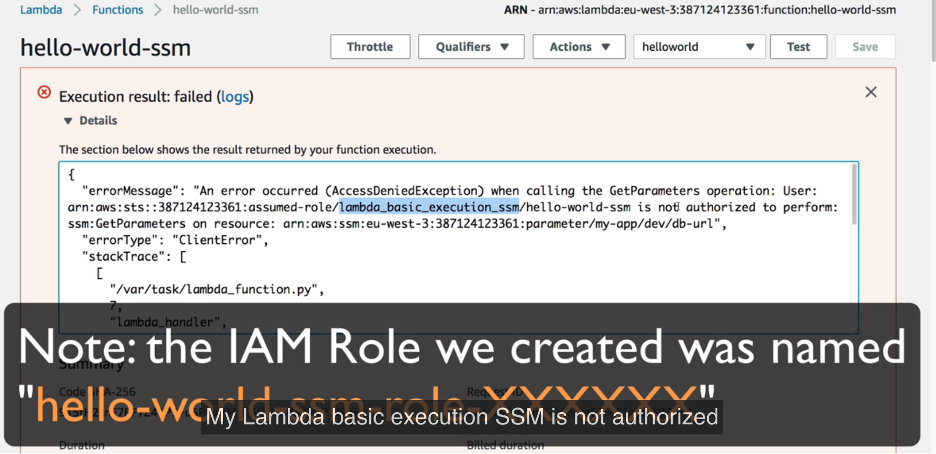 Lambda > Functions > hello-world-ssm ARN - arn:aws:lambda:eu-west-3:387124123361:function:hello-world-ssm
hello-world-ssm Throttle Qualifiers Actions helloworld Test Save
Execution result: failed (logs)
Details
The section below shows the result returned by your function execution.
{
"errorMessage": "An error occurred (AccessDeniedException) when calling the GetParameters operation: User:
arn:aws:sts::387124123361:assumed-role/lambda_basic_execution_ssm/hello-world-ssm is not authorized to perform:
ssm:GetParameters on resource: arn:aws:ssm:eu-west-3:387124123361:parameter/my-app/dev/db-url",
"errorType": "ClientError",
"stackTrace": [
[
"/var/task/lambda_function.py",
7,
"lambda_handler",
Note: the IAM Role we created was named
Summary
Code SHA-256 Request ID
"hello-world-ssm-role-XXXXXX"
My Lambda basic execution SSM is not authorized
Duration Billed duration